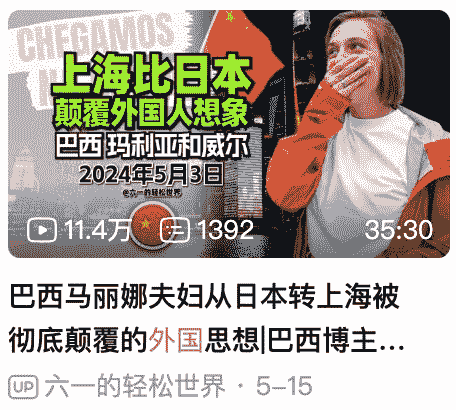 CHEGAMOS
上海比日本
颠覆外国人想象
巴西 玛利亚和威尔
2024年5月3日
@六一的轻松世界
11.4万 1392 35:30
巴西马丽娜夫妇从日本转上海被
彻底颠覆的外国思想|巴西博主...
UP 六一的轻松世界 · 5-15